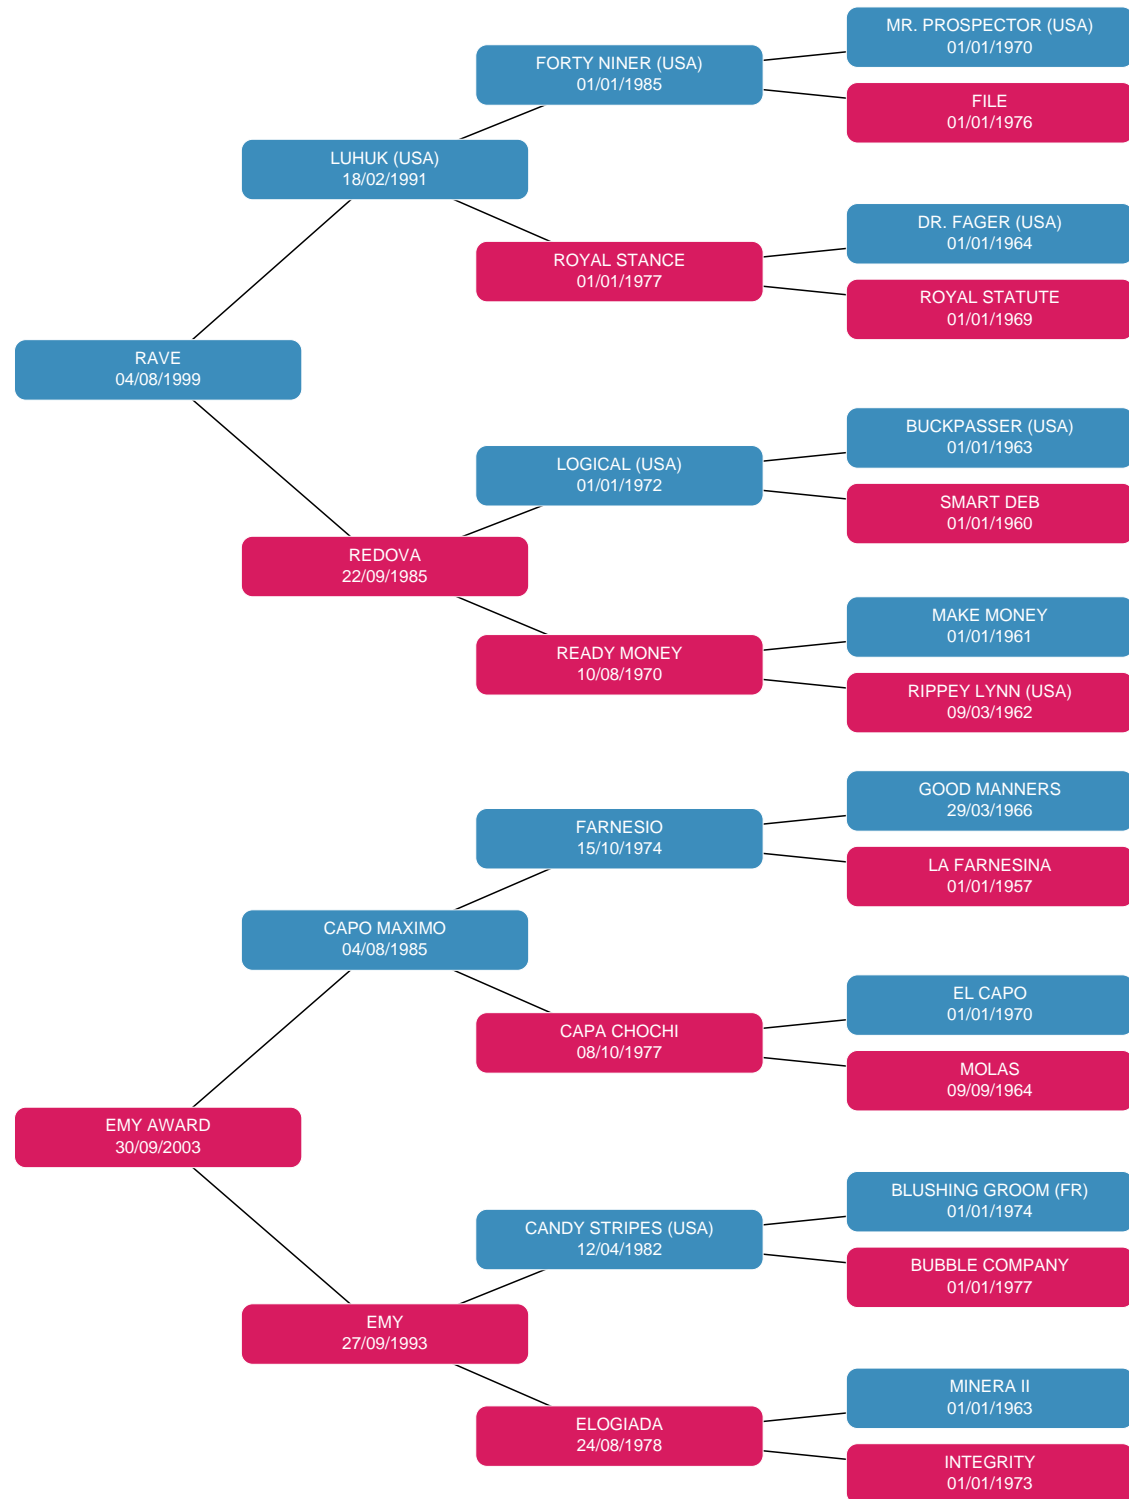 MR. PROSPECTOR (USA)
01/01/1970
FORTY NINER (USA)
01/01/1985
FILE
01/01/1976
LUHUK (USA)
18/02/1991
DR. FAGER (USA)
01/01/1964
ROYAL STANCE
01/01/1977
ROYAL STATUTE
01/01/1969
RAVE
04/08/1999
BUCKPASSER (USA)
01/01/1963
LOGICAL (USA)
01/01/1972
SMART DEB
01/01/1960
REDOVA
22/09/1985
MAKE MONEY
01/01/1961
READY MONEY
10/08/1970
RIPPEY LYNN (USA)
09/03/1962
GOOD MANNERS
29/03/1966
FARNESIO
15/10/1974
LA FARNESINA
01/01/1957
CAPO MAXIMO
04/08/1985
EL CAPO
01/01/1970
CAPA CHOCHI
08/10/1977
MOLAS
09/09/1964
EMY AWARD
30/09/2003
BLUSHING GROOM (FR)
01/01/1974
CANDY STRIPES (USA)
12/04/1982
BUBBLE COMPANY
01/01/1977
EMY
27/09/1993
MINERA II
01/01/1963
ELOGIADA
24/08/1978
INTEGRITY
01/01/1973